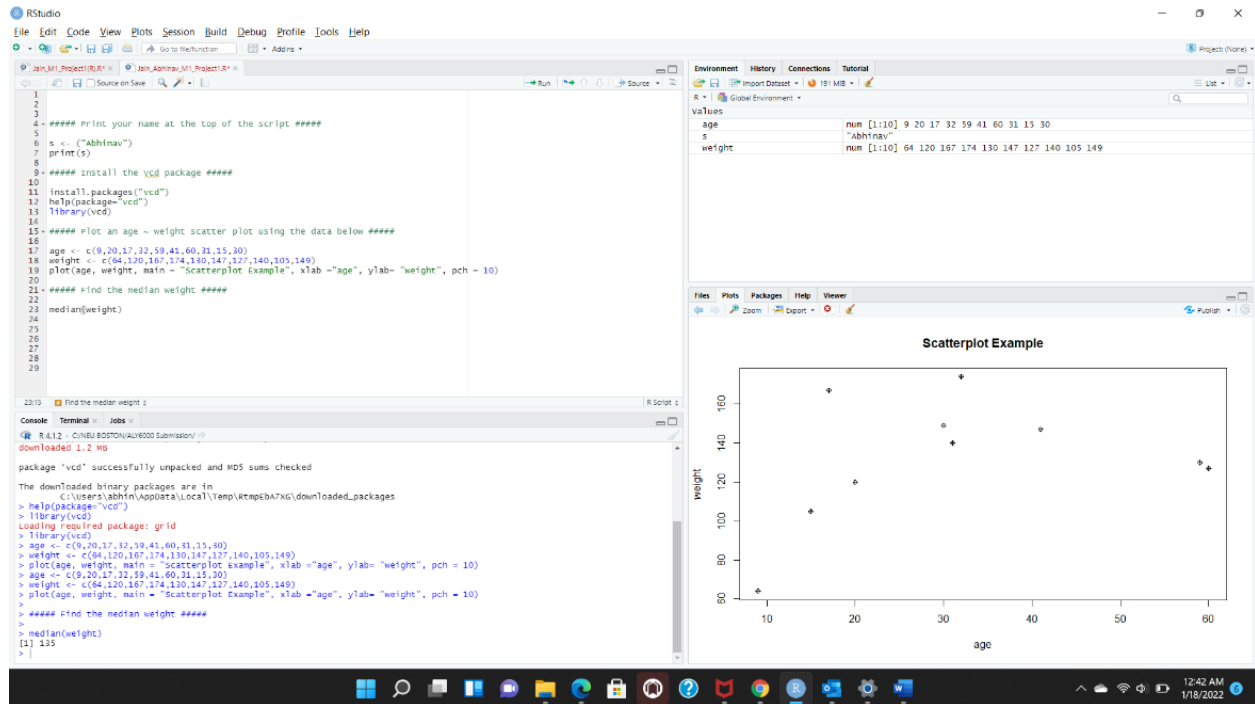 RStudio
File Edit Code View Plots Session Build Debug Profile Tools Help
Go to file/function Addins
Project: (None)
Jain_M1_Project1(R).R* Jain_Abhinav_M1_Project1.R*
Source on Save Run Source
1
2
3
4 ##### Print your name at the top of the script #####
5
6 s <- ("Abhinav")
7 print(s)
8
9 ##### Install the vcd package #####
10
11 install.packages("vcd")
12 help(package="vcd")
13 library(vcd)
14
15 ##### Plot an age ~ weight scatter plot using the data below #####
16
17 age <- c(9,20,17,32,59,41,60,31,15,30)
18 weight <- c(64,120,167,174,130,147,127,140,105,149)
19 plot(age, weight, main = "Scatterplot Example", xlab ="age", ylab= "weight", pch = 10)
20
21 ##### Find the median weight #####
22
23 median(weight)
24
25
26
27
28
29
23:15 Find the median weight R Script
Console Terminal Jobs
R 4.1.2 · C:/NEU BOSTON/ALY6000 Submission/
downloaded 1.2 MB
package 'vcd' successfully unpacked and MD5 sums checked
The downloaded binary packages are in
C:\Users\abhin\AppData\Local\Temp\RtmpEbA7XG\downloaded_packages
> help(package="vcd")
> library(vcd)
Loading required package: grid
> library(vcd)
> age <- c(9,20,17,32,59,41,60,31,15,30)
> weight <- c(64,120,167,174,130,147,127,140,105,149)
> plot(age, weight, main = "Scatterplot Example", xlab ="age", ylab= "weight", pch = 10)
> age <- c(9,20,17,32,59,41,60,31,15,30)
> weight <- c(64,120,167,174,130,147,127,140,105,149)
> plot(age, weight, main = "Scatterplot Example", xlab ="age", ylab= "weight", pch = 10)
>
> ##### Find the median weight #####
>
> median(weight)
[1] 135
>
Environment History Connections Tutorial
Import Dataset 191 MiB List
R Global Environment
Values
age num [1:10] 9 20 17 32 59 41 60 31 15 30
s "Abhinav"
weight num [1:10] 64 120 167 174 130 147 127 140 105 149
Files Plots Packages Help Viewer
Zoom Export Publish
Scatterplot Example
weight
160
140
120
100
80
60
10 20 30 40 50 60
age
12:42 AM
1/18/2022
6